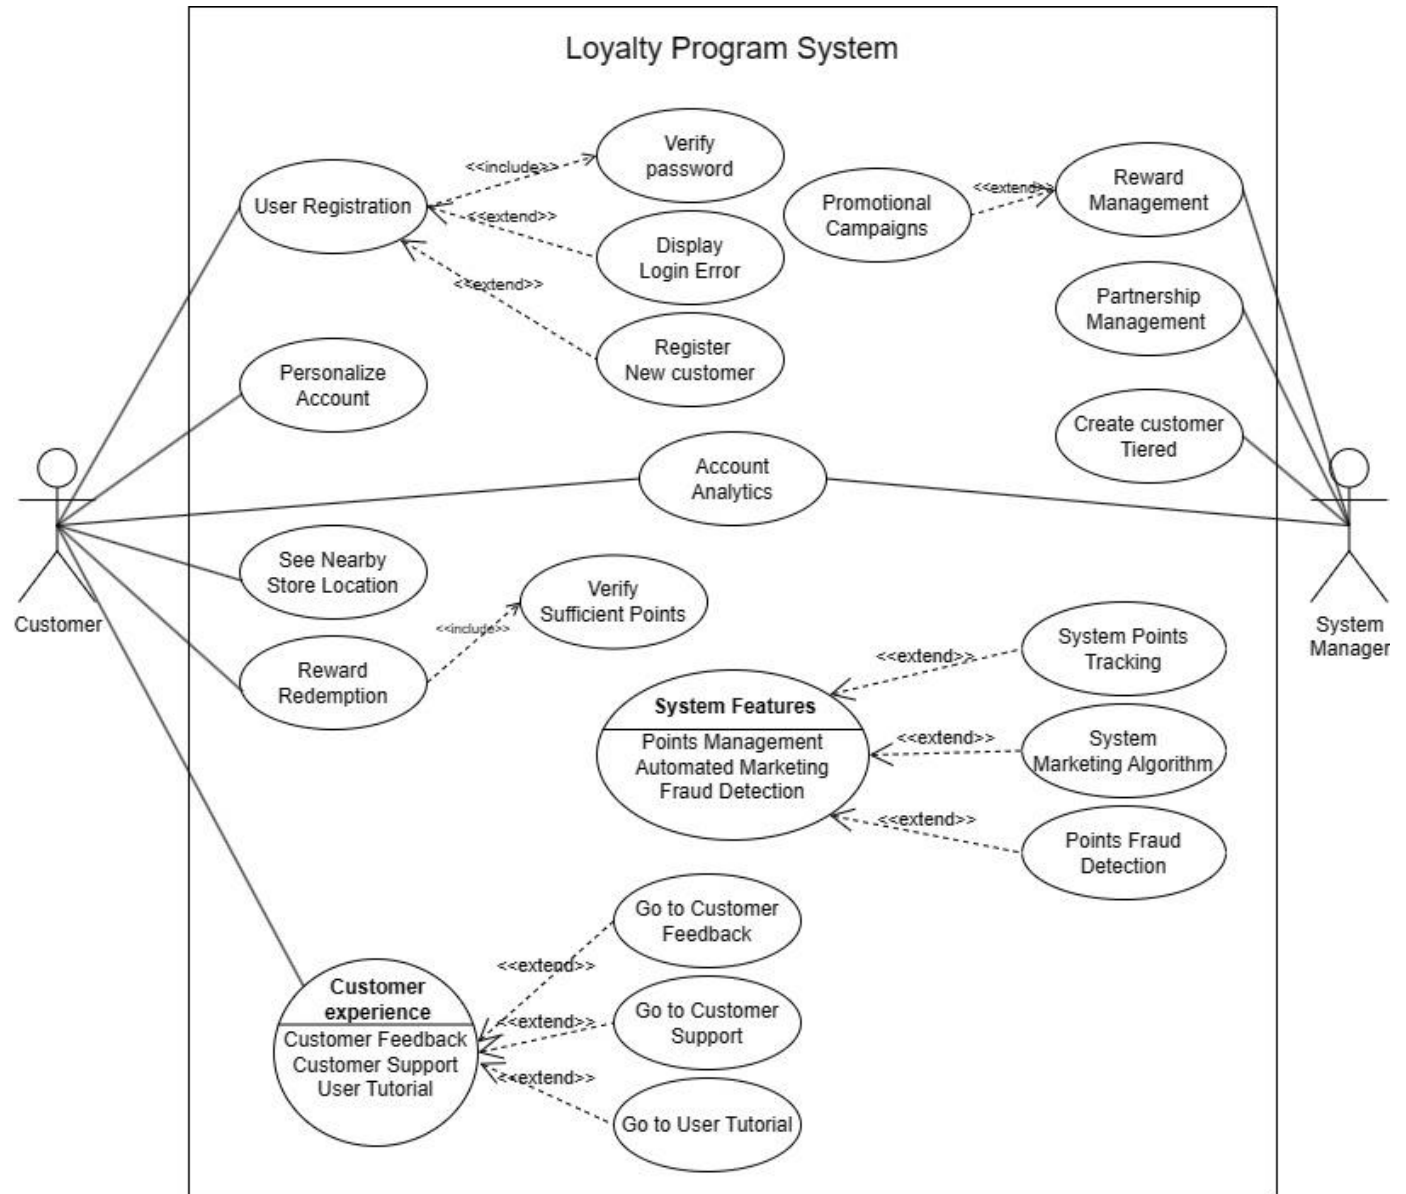 Loyalty Program System
User Registration
<<include>>
Verify
password
<<extend>>
Display
Login Error
<<extend>>
Register
New customer
Promotional
Campaigns
<<extend>>
Reward
Management
Partnership
Management
Create customer
Tiered
Personalize
Account
Account
Analytics
Customer
System
Manager
See Nearby
Store Location
Reward
Redemption
<<include>>
Verify
Sufficient Points
System Features
Points Management
Automated Marketing
Fraud Detection
<<extend>>
System Points
Tracking
<<extend>>
System
Marketing Algorithm
<<extend>>
Points Fraud
Detection
Customer
experience
Customer Feedback
Customer Support
User Tutorial
<<extend>>
Go to Customer
Feedback
<<extend>>
Go to Customer
Support
<<extend>>
Go to User Tutorial